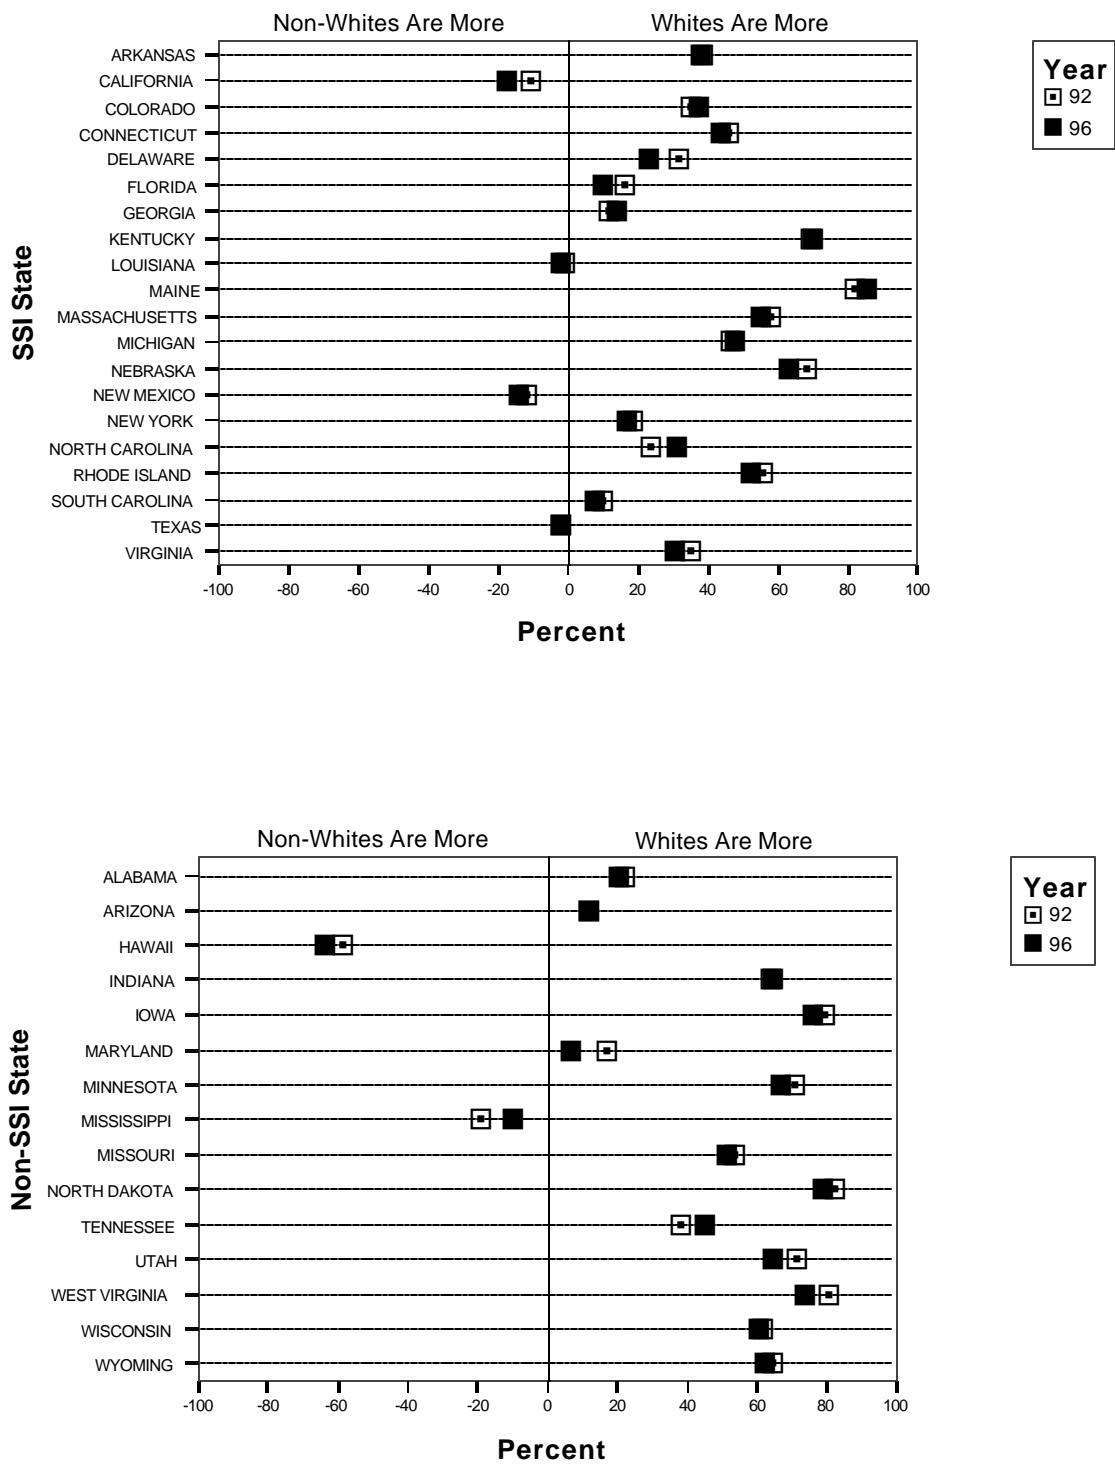 Non-Whites Are More Whites Are More
Year
92
96
SSI State
ARKANSAS
CALIFORNIA
COLORADO
CONNECTICUT
DELAWARE
FLORIDA
GEORGIA
KENTUCKY
LOUISIANA
MAINE
MASSACHUSETTS
MICHIGAN
NEBRASKA
NEW MEXICO
NEW YORK
NORTH CAROLINA
RHODE ISLAND
SOUTH CAROLINA
TEXAS
VIRGINIA
-100 -80 -60 -40 -20 0 20 40 60 80 100
Percent
Non-Whites Are More Whites Are More
Year
92
96
Non-SSI State
ALABAMA
ARIZONA
HAWAII
INDIANA
IOWA
MARYLAND
MINNESOTA
MISSISSIPPI
MISSOURI
NORTH DAKOTA
TENNESSEE
UTAH
WEST VIRGINIA
WISCONSIN
WYOMING
-100 -80 -60 -40 -20 0 20 40 60 80 100
Percent